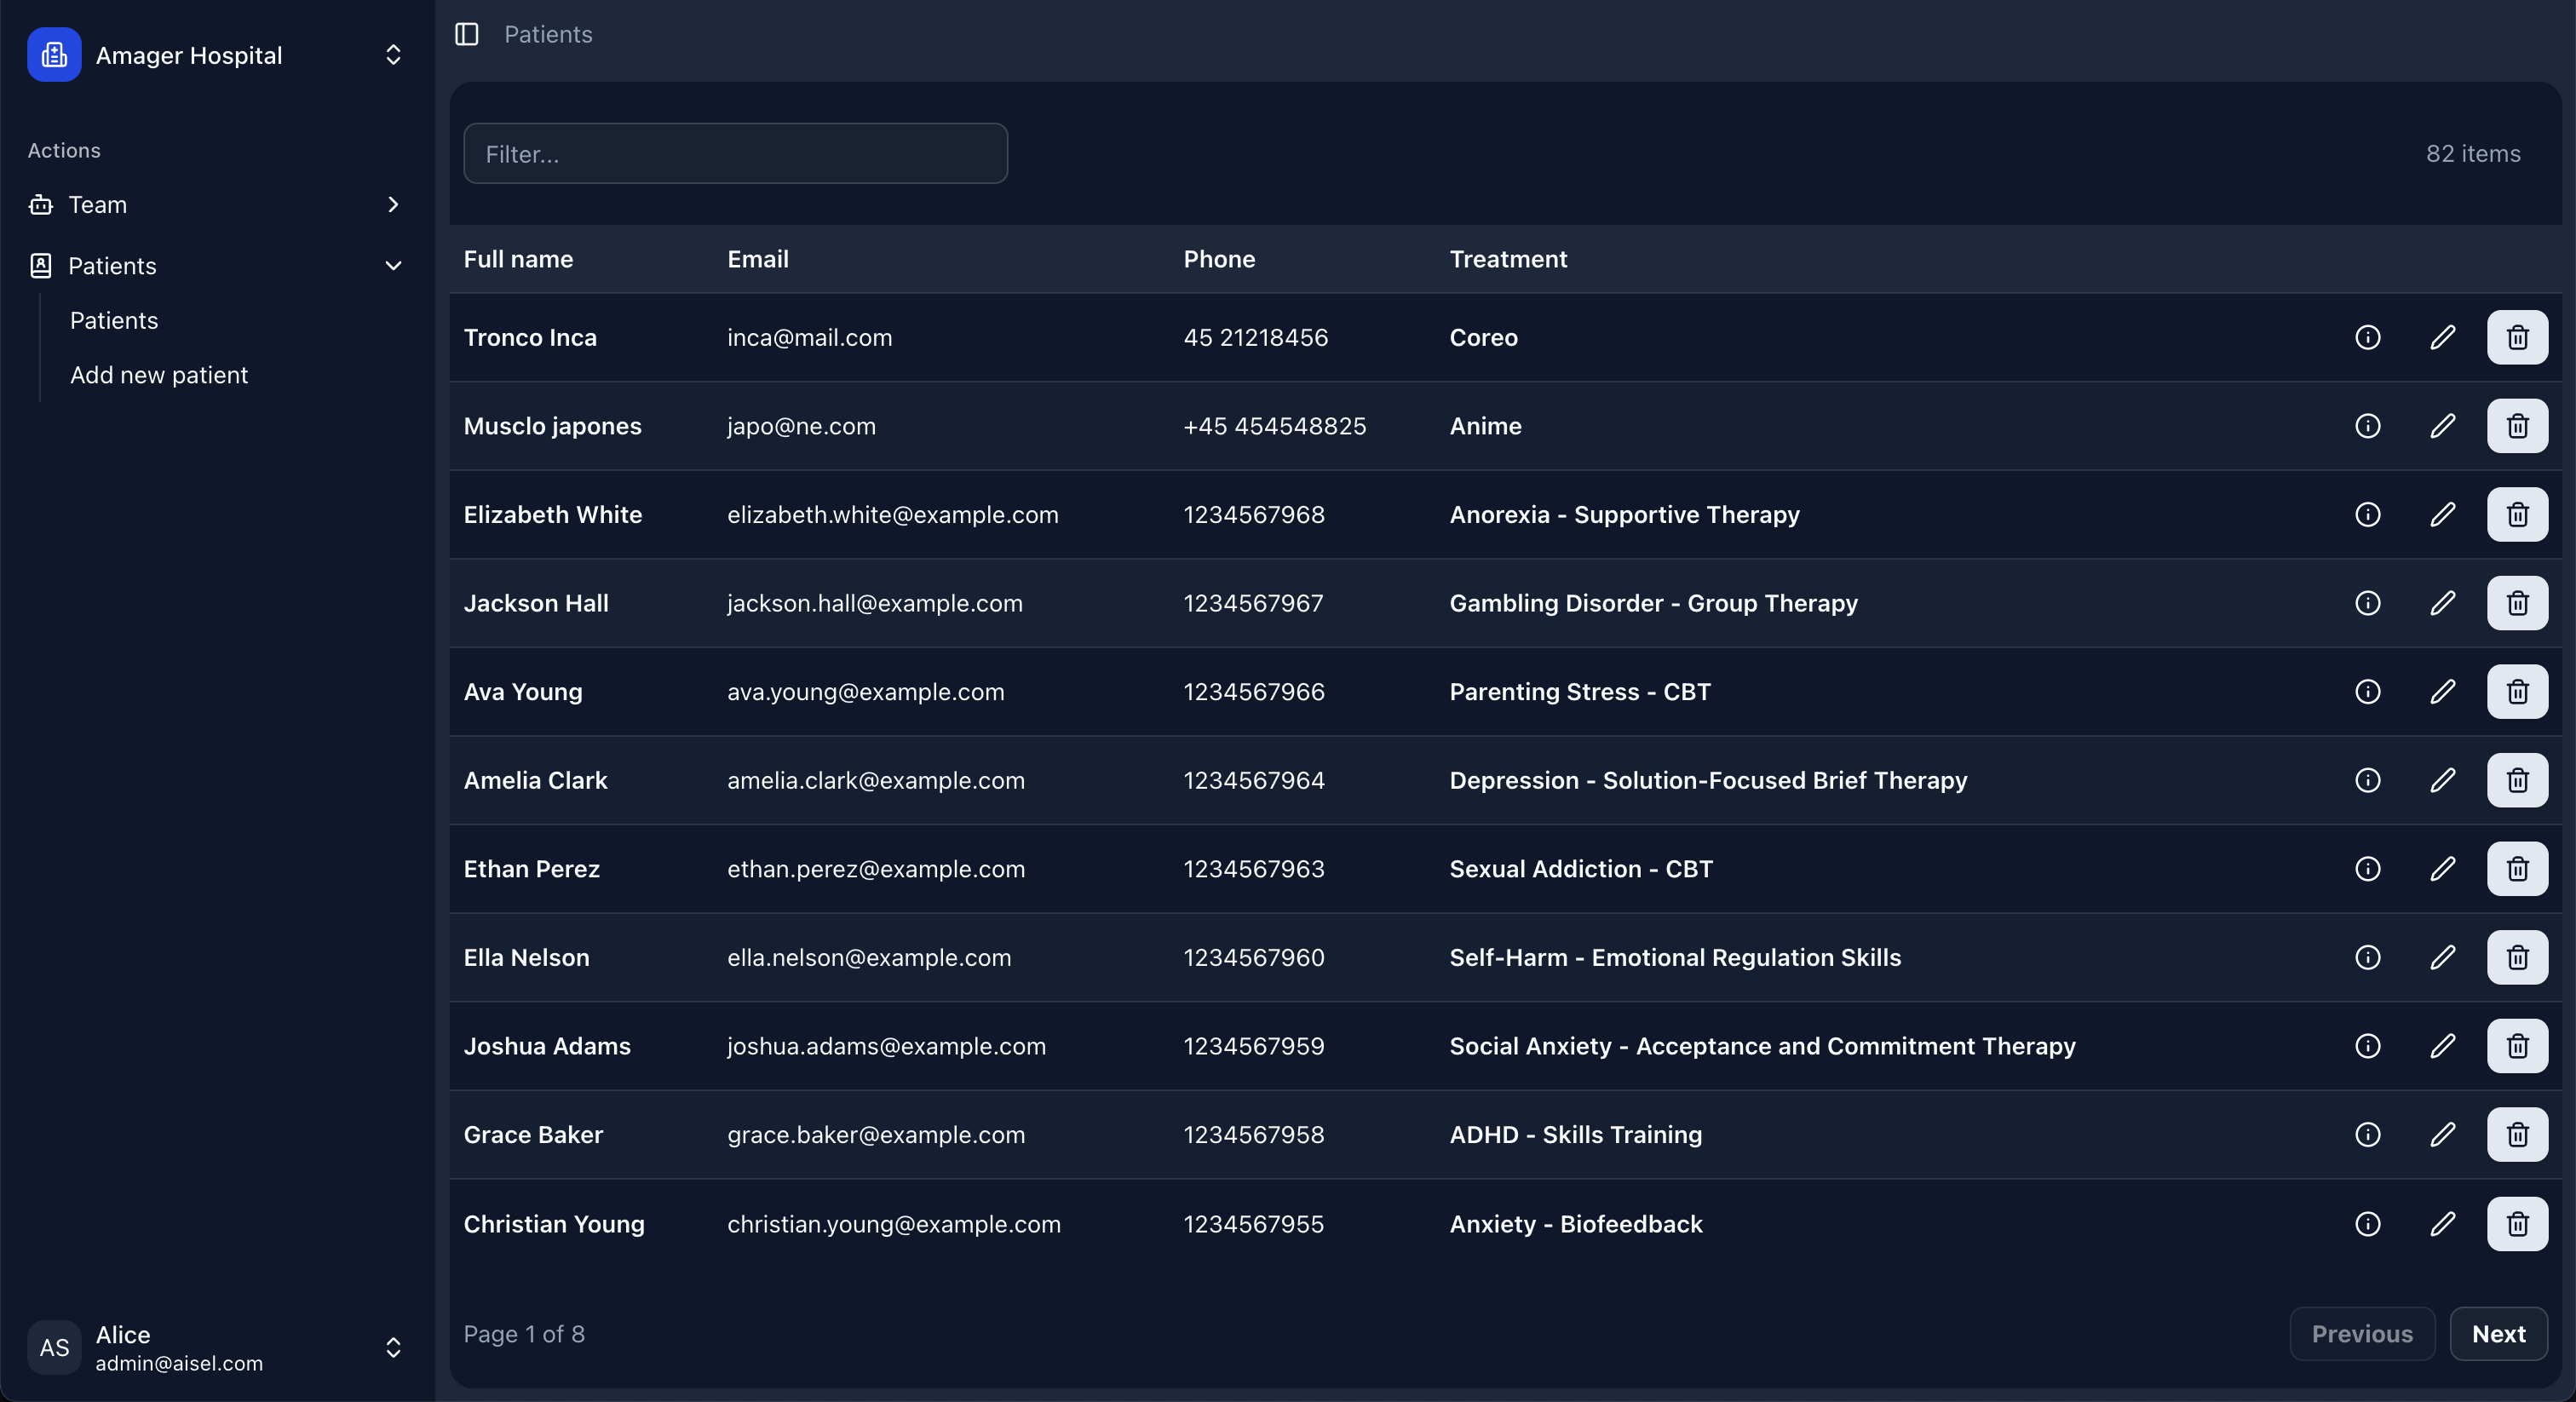 Amager Hospital
Actions
Team
Patients
Patients
Add new patient
AS
Alice
admin@aisel.com
Patients
Filter...
82 items
Full name Email Phone Treatment
Tronco Inca inca@mail.com 45 21218456 Coreo
Musclo japones japo@ne.com +45 454548825 Anime
Elizabeth White elizabeth.white@example.com 1234567968 Anorexia - Supportive Therapy
Jackson Hall jackson.hall@example.com 1234567967 Gambling Disorder - Group Therapy
Ava Young ava.young@example.com 1234567966 Parenting Stress - CBT
Amelia Clark amelia.clark@example.com 1234567964 Depression - Solution-Focused Brief Therapy
Ethan Perez ethan.perez@example.com 1234567963 Sexual Addiction - CBT
Ella Nelson ella.nelson@example.com 1234567960 Self-Harm - Emotional Regulation Skills
Joshua Adams joshua.adams@example.com 1234567959 Social Anxiety - Acceptance and Commitment Therapy
Grace Baker grace.baker@example.com 1234567958 ADHD - Skills Training
Christian Young christian.young@example.com 1234567955 Anxiety - Biofeedback
Page 1 of 8
Previous Next